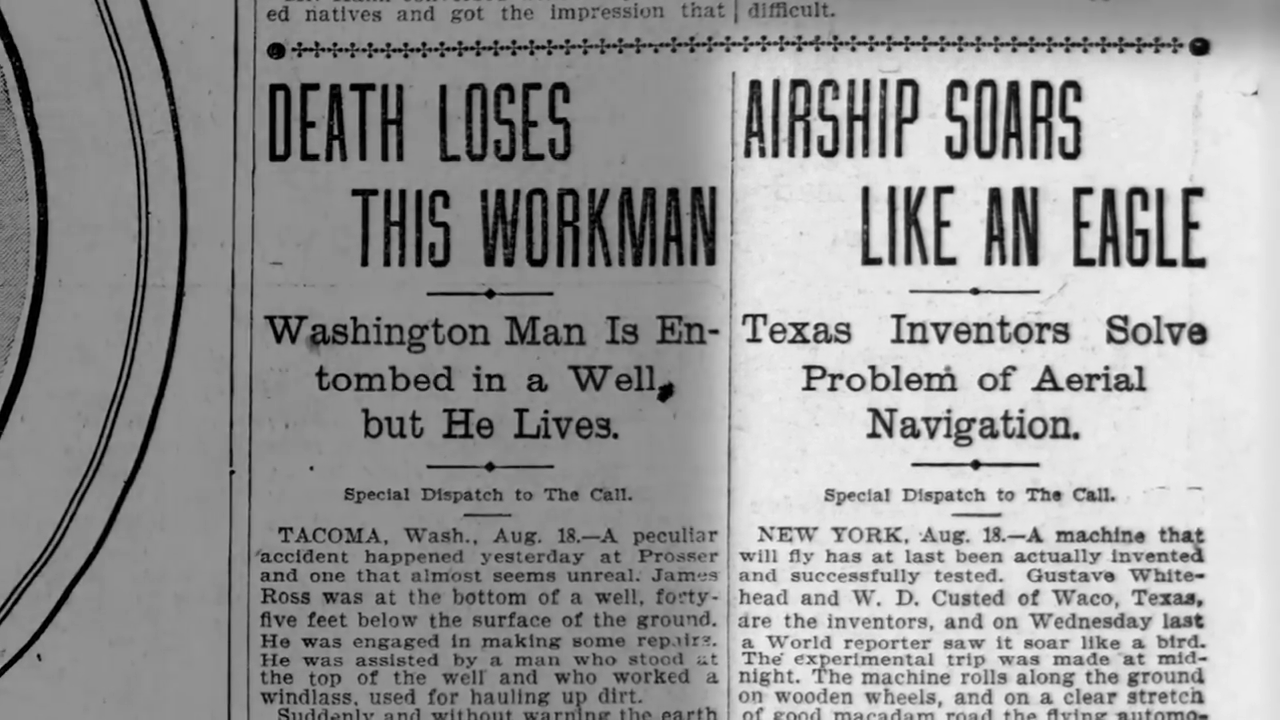 ed natives and got the impression that
difficult.
DEATH LOSES
THIS WORKMAN
Washington Man Is En-
tombed in a Well,
but He Lives.
Special Dispatch to The Call.
TACOMA, Wash., Aug. 18.—A peculiar
accident happened yesterday at Prosser
and one that almost seems unreal. James
Ross was at the bottom of a well, forty-
five feet below the surface of the ground.
He was engaged in making some repairs.
He was assisted by a man who stood at
the top of the well and who worked a
windlass, used for hauling up dirt.
Suddenly and without warning the earth
AIRSHIP SOARS
LIKE AN EAGLE
Texas Inventors Solve
Problem of Aerial
Navigation.
Special Dispatch to The Call.
NEW YORK, Aug. 18.—A machine that
will fly has at last been actually invented
and successfully tested. Gustave White-
head and W. D. Custed of Waco, Texas,
are the inventors, and on Wednesday last
a World reporter saw it soar like a bird.
The experimental trip was made at mid-
night. The machine rolls along the ground
on wooden wheels, and on a clear stretch
of good macadam road the flying automo-